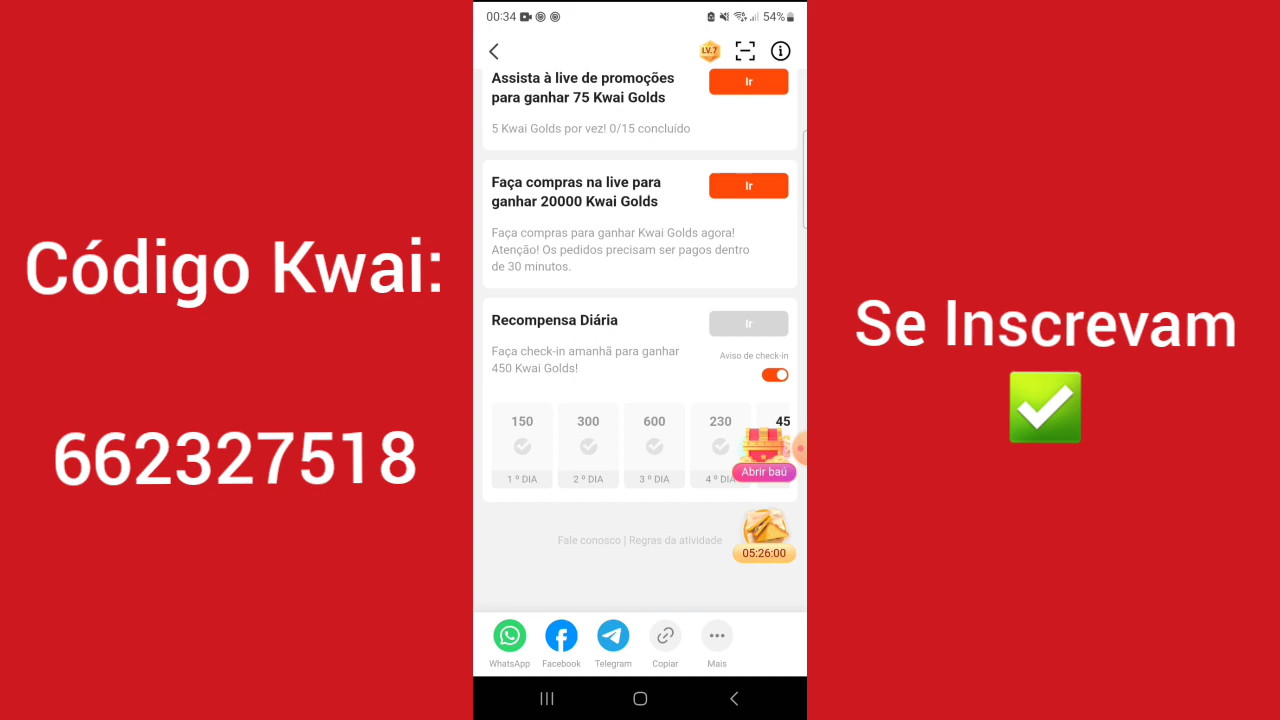 Código Kwai:
662327518
00:34
54%
LV.7
Assista à live de promoções
para ganhar 75 Kwai Golds
Ir
5 Kwai Golds por vez! 0/15 concluído
Faça compras na live para
ganhar 20000 Kwai Golds
Ir
Faça compras para ganhar Kwai Golds agora!
Atenção! Os pedidos precisam ser pagos dentro
de 30 minutos.
Recompensa Diária
Ir
Faça check-in amanhã para ganhar
450 Kwai Golds!
Aviso de check-in
150 300 600 230 45
Abrir baú
1 º DIA 2 º DIA 3 º DIA 4 º DIA
Fale conosco | Regras da atividade
05:26:00
WhatsApp Facebook Telegram Copiar Mais
Se Inscrevam